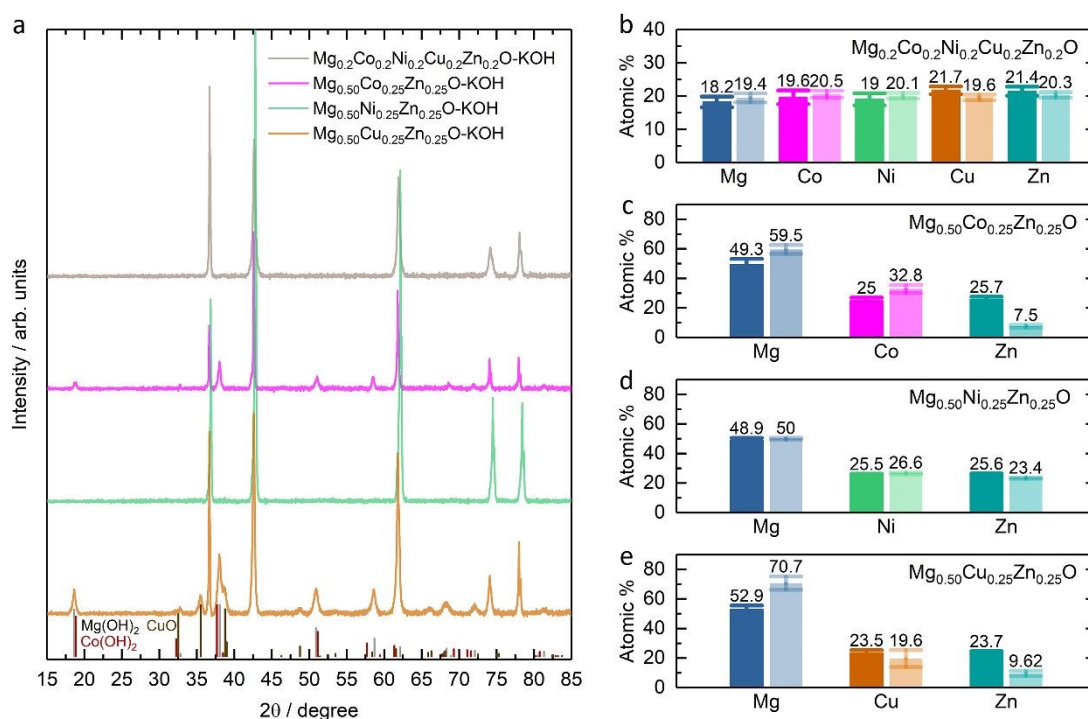 a
Mg0.2Co0.2Ni0.2Cu0.2Zn0.2O-KOH
Mg0.50Co0.25Zn0.25O-KOH
Mg0.50Ni0.25Zn0.25O-KOH
Mg0.50Cu0.25Zn0.25O-KOH
Intensity / arb. units
Mg(OH)2 CuO
Co(OH)2
15 20 25 30 35 40 45 50 55 60 65 70 75 80 85
2θ / degree
b
Mg0.2Co0.2Ni0.2Cu0.2Zn0.2O
Atomic %
40
30
20
10
0
18.2 19.4 19.6 20.5 19 20.1 21.7 19.6 21.4 20.3
Mg Co Ni Cu Zn
c
Mg0.50Co0.25Zn0.25O
Atomic %
80
60
40
20
0
49.3 59.5 25 32.8 25.7 7.5
Mg Co Zn
d
Mg0.50Ni0.25Zn0.25O
Atomic %
80
60
40
20
0
48.9 50 25.5 26.6 25.6 23.4
Mg Ni Zn
e
Mg0.50Cu0.25Zn0.25O
Atomic %
80
60
40
20
0
52.9 70.7 23.5 19.6 23.7 9.62
Mg Cu Zn